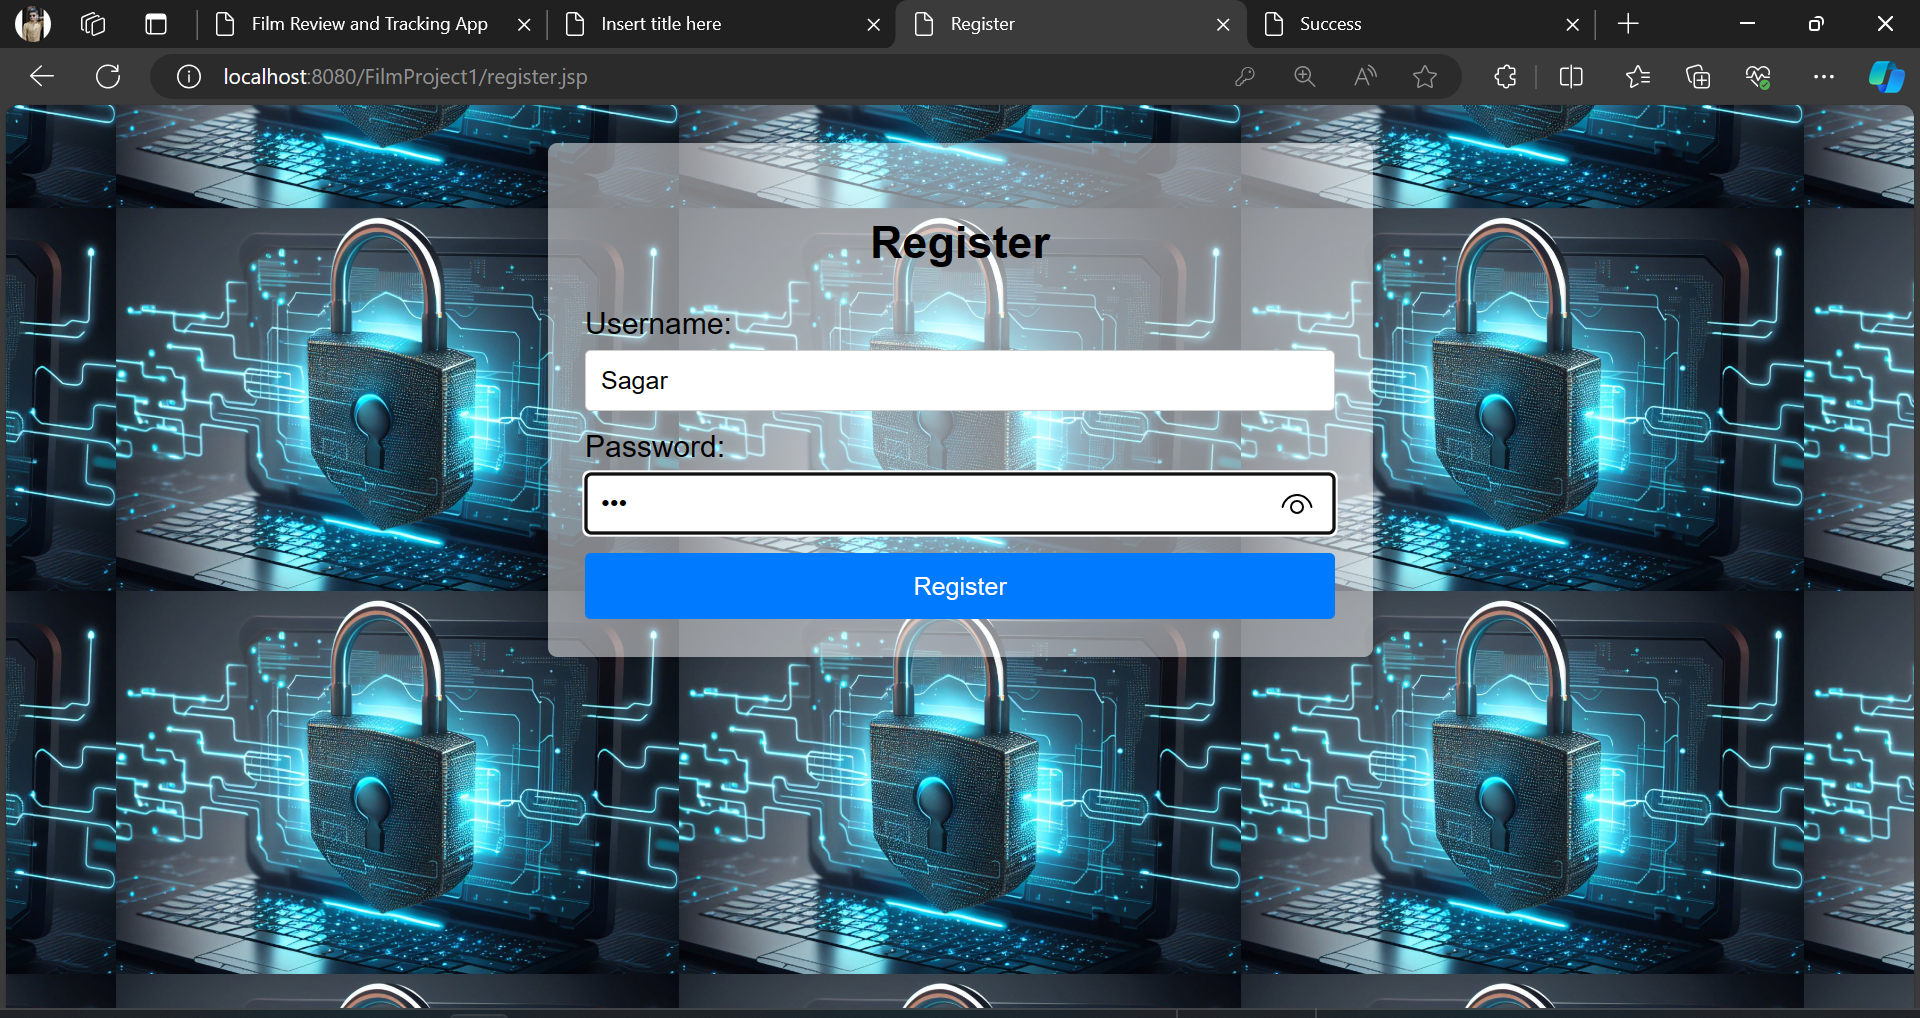 Film Review and Tracking App
Insert title here
Register
Success
localhost:8080/FilmProject1/register.jsp
Register
Username:
Sagar
Password:
•••
Register